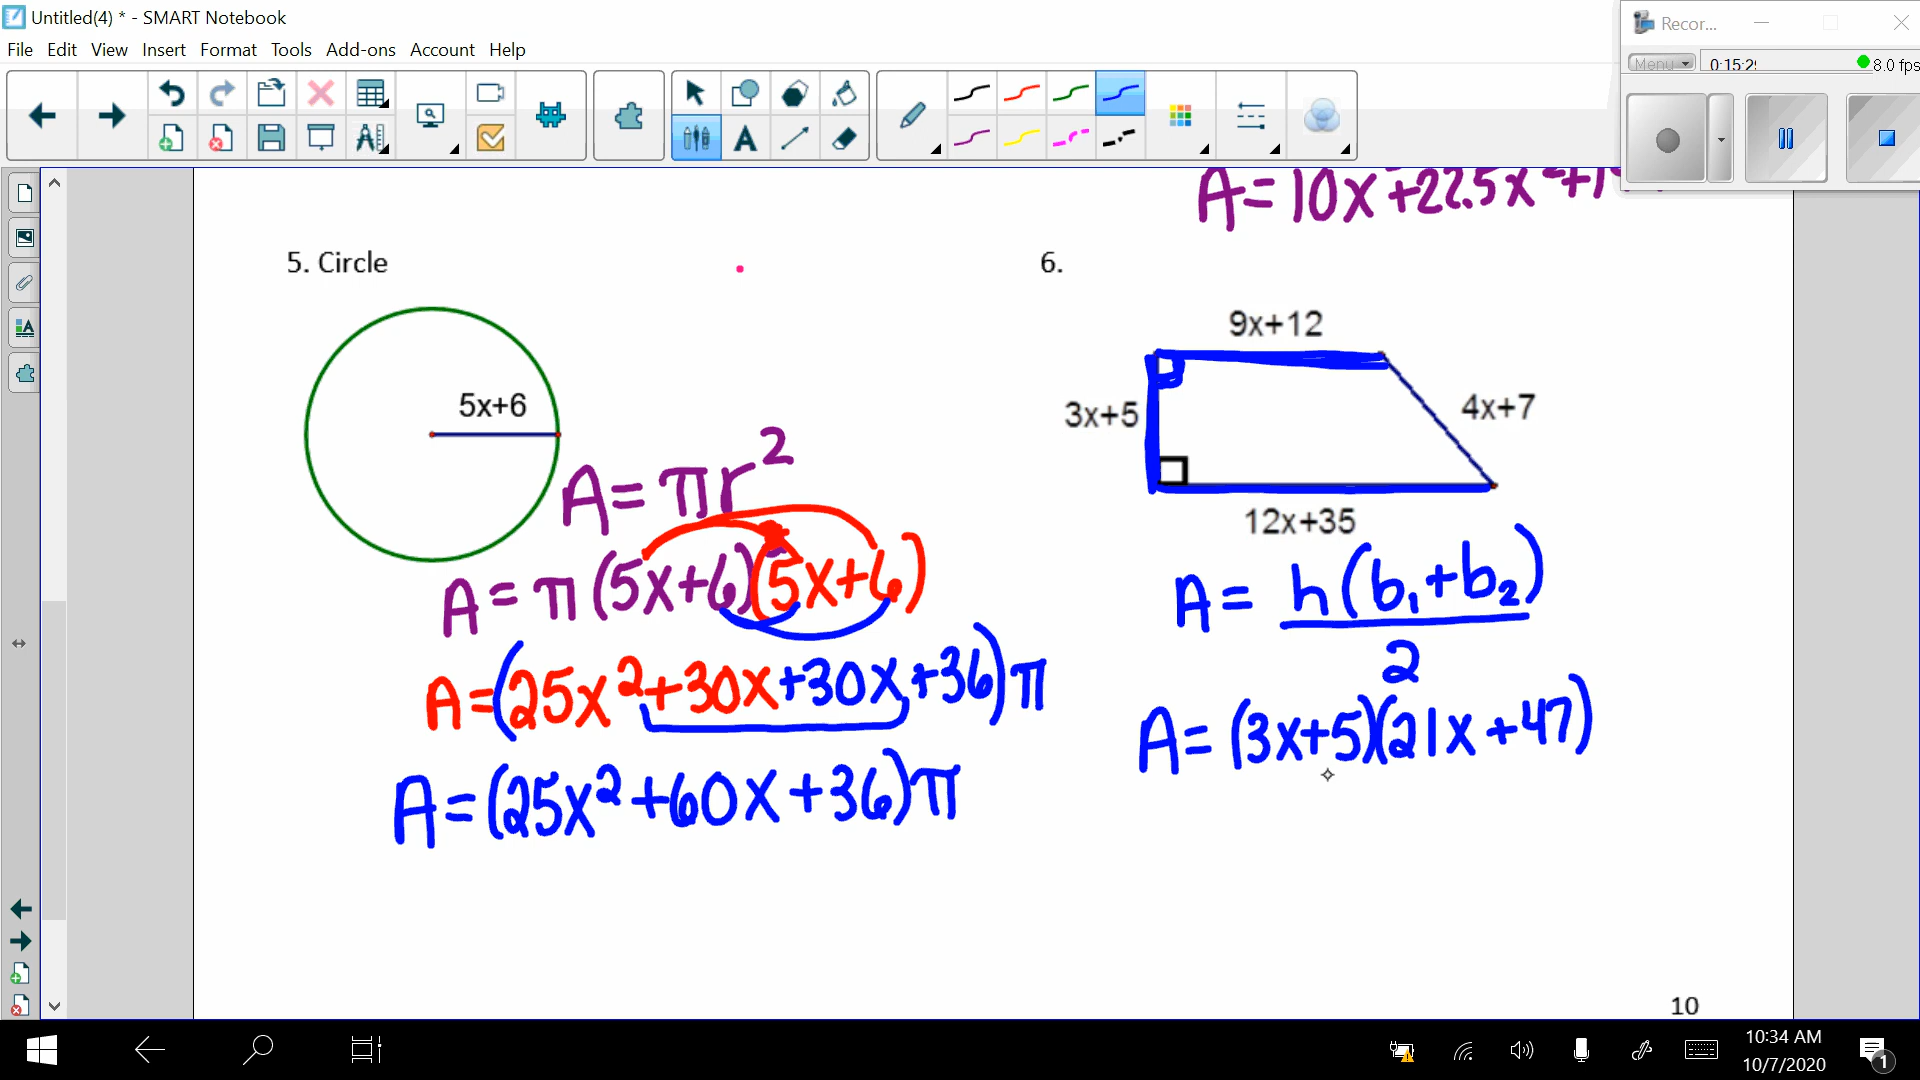 Untitled(4) * - SMART Notebook
File Edit View Insert Format Tools Add-ons Account Help
Recor...
Menu 0:15:29 8.0 fps
A = 10x + 22.5x² + 
5. Circle
6.
9x+12
5x+6
3x+5
4x+7
12x+35
A = πr²
A = π(5x+6)(5x+6)
A = (25x²+30x+30x+36)π
A = (25x²+60x+36)π
A = h(b₁+b₂)
2
A = (3x+5)(21x+47)
10
10:34 AM
10/7/2020
1